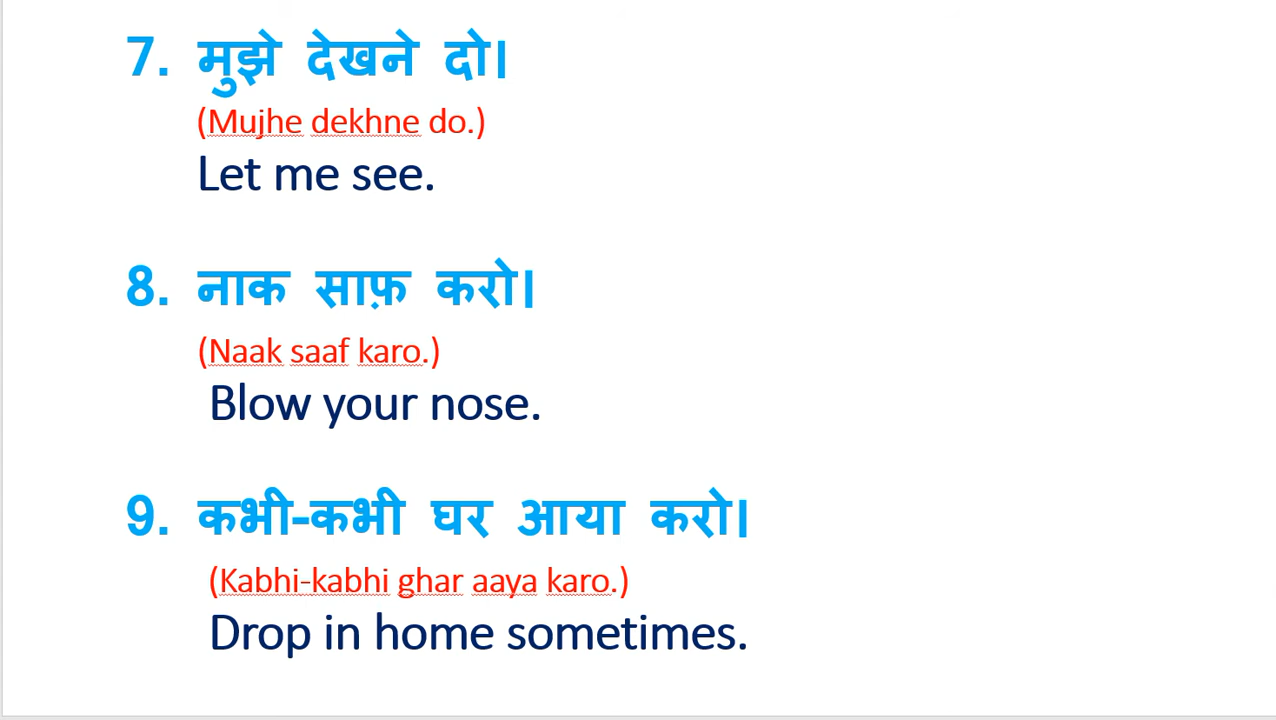 7. मुझे देखने दो।
(Mujhe dekhne do.)
Let me see.
8. नाक साफ़ करो।
(Naak saaf karo.)
Blow your nose.
9. कभी-कभी घर आया करो।
(Kabhi-kabhi ghar aaya karo.)
Drop in home sometimes.